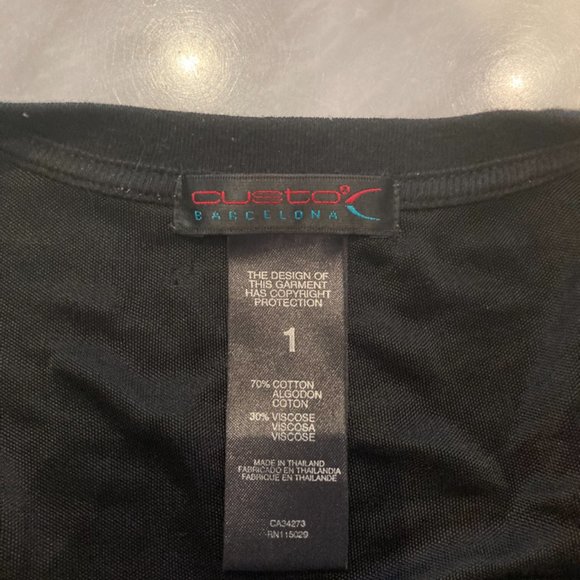 custo
BARCELONA
THE DESIGN OF
THIS GARMENT
HAS COPYRIGHT
PROTECTION
1
70% COTTON
ALGODON
COTON
30% VISCOSE
VISCOSA
VISCOSE
MADE IN THAILAND
FABRICADO EN THAILANDIA
FABRIQUE EN THAILANDE
CA34273
RN115029